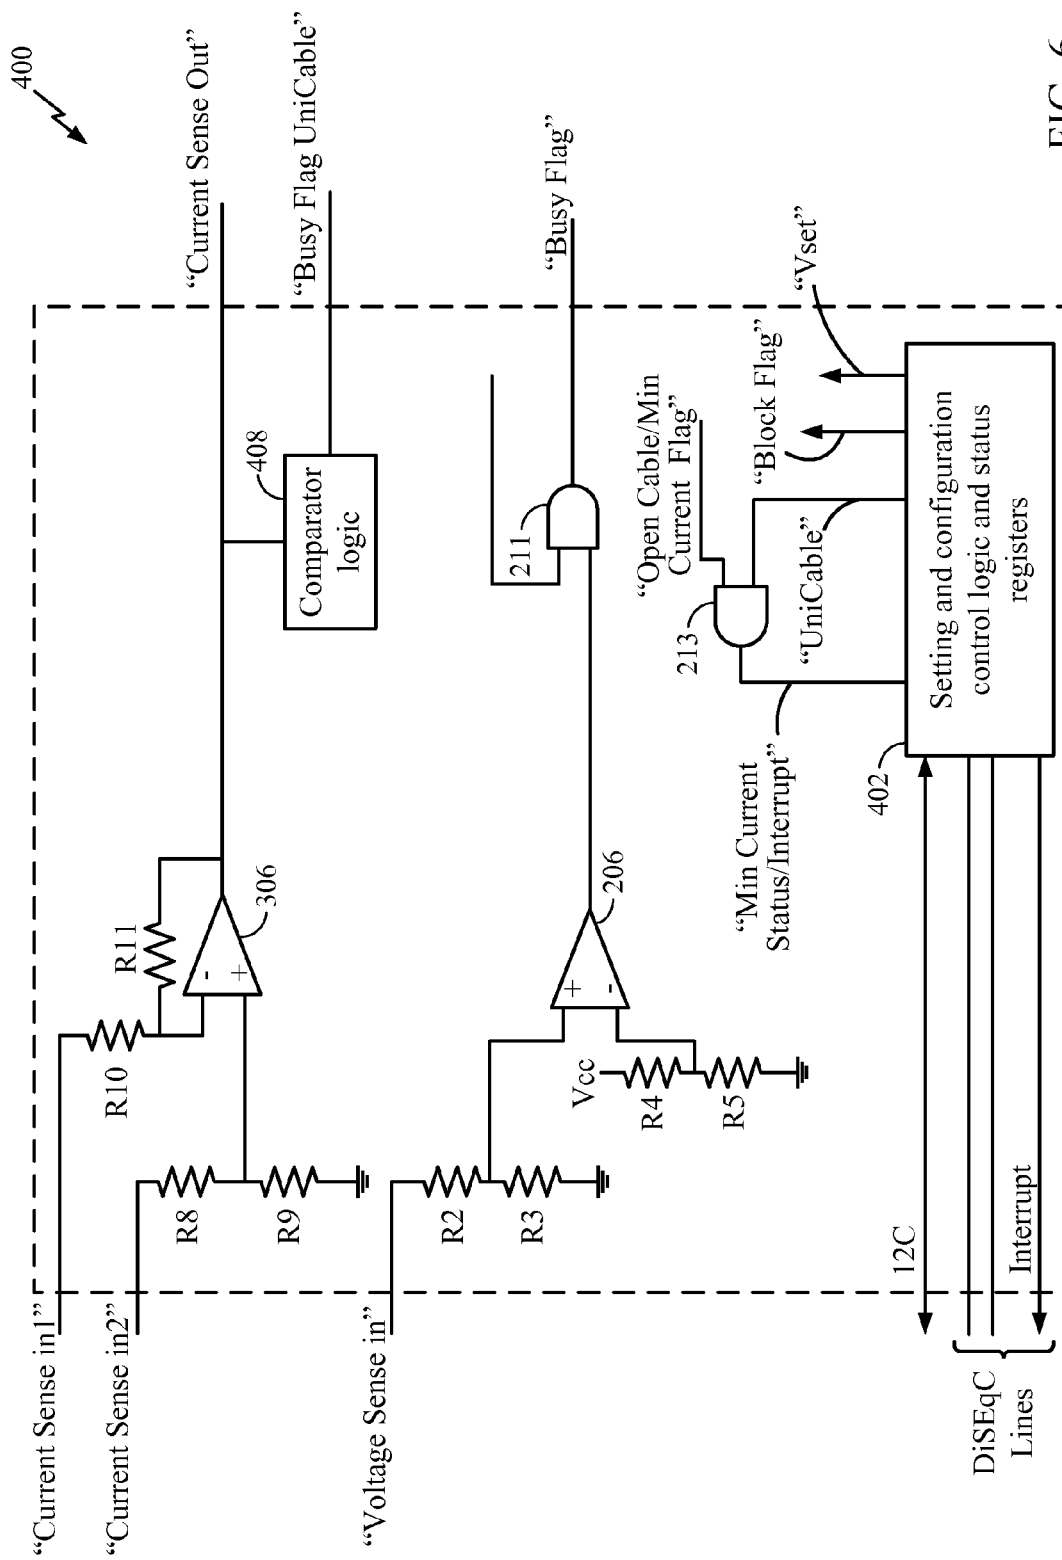 400
“Current Sense in1”
“Current Sense in2”
“Voltage Sense in”
R10
R11
R8
R9
-
+
306
“Current Sense Out”
408
Comparator
logic
“Busy Flag UniCable”
R2
R3
Vcc
R4
R5
+
-
206
211
“Busy Flag”
“Open Cable/Min
Current Flag”
213
“Min Current
Status/Interrupt”
“UniCable”
“Block Flag”
“Vset”
402
Setting and configuration
control logic and status
registers
12C
DiSEqC
Lines
Interrupt
FIG. 6